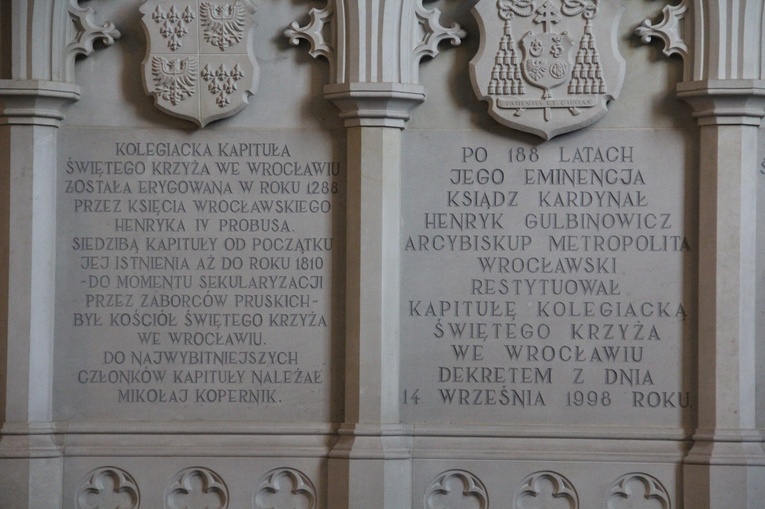 KOLEGIACKA KAPITUŁA
ŚWIĘTEGO KRZYŻA WE WROCŁAWIU
ZOSTAŁA ERYGOWANA W ROKU 1288
PRZEZ KSIĘCIA WROCŁAWSKIEGO
HENRYKA IV PROBUSA.
SIEDZIBĄ KAPITUŁY OD POCZĄTKU
JEJ ISTNIENIA AŻ DO ROKU 1810
-DO MOMENTU SEKULARYZACJI
PRZEZ ZABORCÓW PRUSKICH-
BYŁ KOŚCIÓŁ ŚWIĘTEGO KRZYŻA
WE WROCŁAWIU.
DO NAJWYBITNIEJSZYCH
CZŁONKÓW KAPITUŁY NALEŻAŁ
MIKOŁAJ KOPERNIK.
PATIENTIA ET CARITAS
PO 188 LATACH
JEGO EMINENCJA
KSIĄDZ KARDYNAŁ
HENRYK GULBINOWICZ
ARCYBISKUP METROPOLITA
WROCŁAWSKI
RESTYTUOWAŁ
KAPITUŁĘ KOLEGIACKĄ
ŚWIĘTEGO KRZYŻA
WE WROCŁAWIU
DEKRETEM Z DNIA
14 WRZEŚNIA 1998 ROKU.